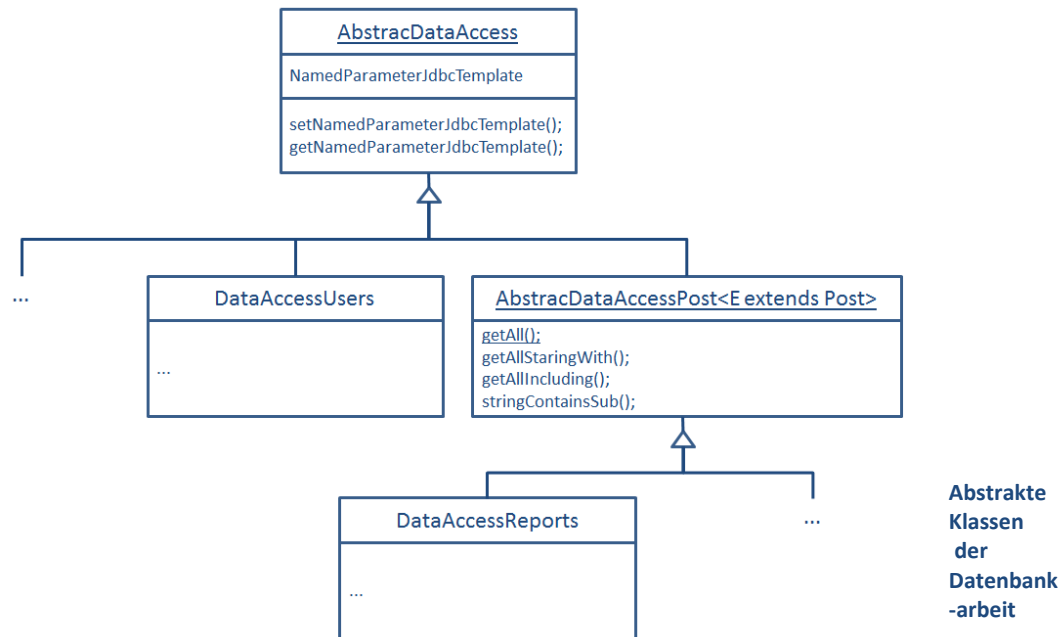 AbstracDataAccess
NamedParameterJdbcTemplate
setNamedParameterJdbcTemplate();
getNamedParameterJdbcTemplate();
...
DataAccessUsers
...
AbstracDataAccessPost<E extends Post>
getAll();
getAllStaringWith();
getAllIncluding();
stringContainsSub();
DataAccessReports
...
...
Abstrakte
Klassen
der
Datenbank
-arbeit